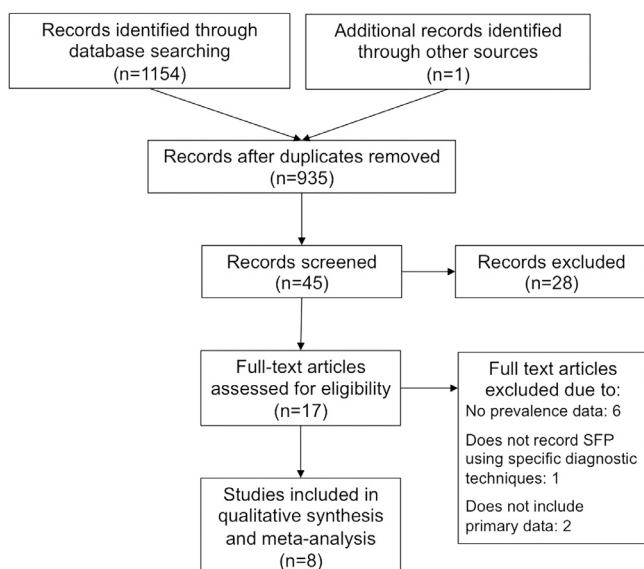 Records identified through
database searching
(n=1154)
Additional records identified
through other sources
(n=1)
Records after duplicates removed
(n=935)
Records screened
(n=45)
Records excluded
(n=28)
Full-text articles
assessed for eligibility
(n=17)
Full text articles
excluded due to:
No prevalence data: 6
Does not record SFP
using specific diagnostic
techniques: 1
Does not include
primary data: 2
Studies included in
qualitative synthesis
and meta-analysis
(n=8)